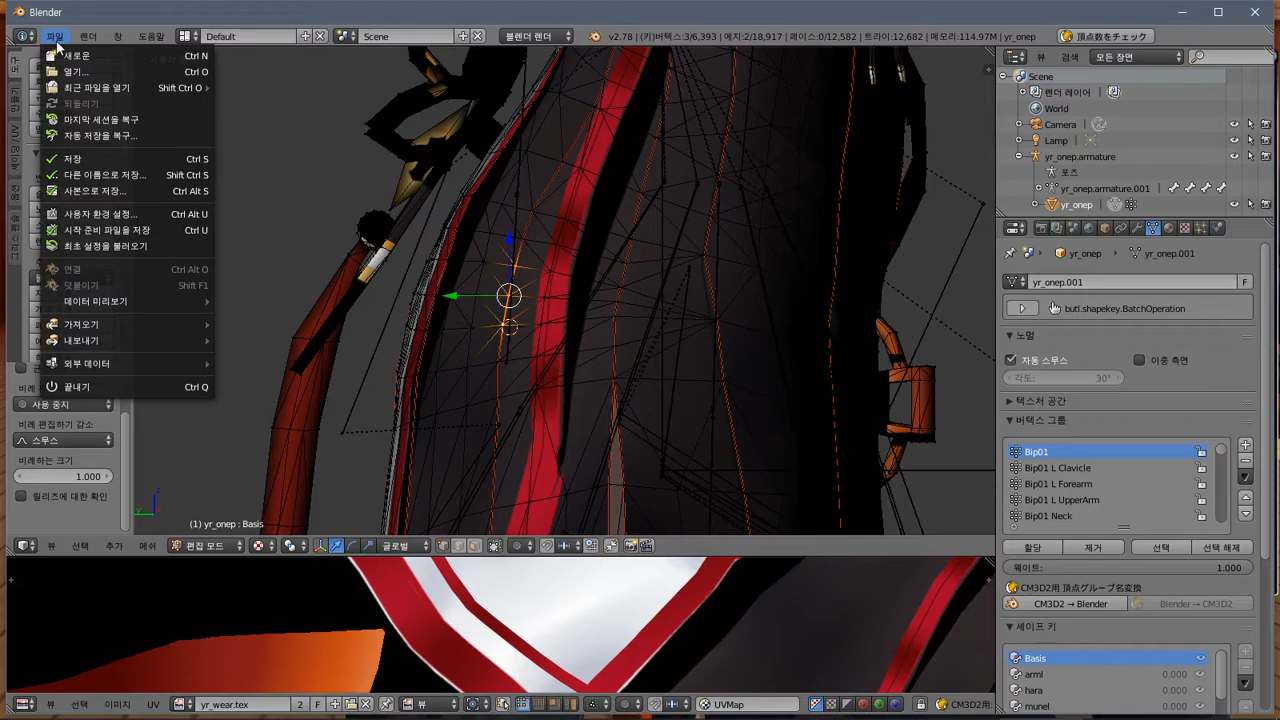 Blender
파일 렌더 창 도움말 Default Scene 블렌더 렌더 v2.78 | (키)버텍스:3/6,393 | 메지:2/18,917 | 페이스:0/12,582 | 트라이:12,682 | 메모리:114.97M | yr_onep 頂点数をチェック
새로운 Ctrl N
열기... Ctrl O
최근 파일을 열기 Shift Ctrl O
되돌리기
마지막 세션을 복구
자동 저장을 복구...
저장 Ctrl S
다른 이름으로 저장... Shift Ctrl S
사본으로 저장... Ctrl Alt S
사용자 환경 설정... Ctrl Alt U
시작 준비 파일을 저장 Ctrl U
최초 설정을 불러오기
연결 Ctrl Alt O
덧붙이기 Shift F1
데이터 미리보기
가져오기
내보내기
외부 데이터
끝내기 Ctrl Q
사용 중지
비례 편집하기 감소
스무스
비례하는 크기
1.000
릴리즈에 대한 확인
(1) yr_onep : Basis
뷰 선택 추가 메쉬 편집 모드 글로벌
뷰 선택 이미지 UV yr_wear.tex 2 F 뷰 UVMap CM3D2用:
뷰 검색 모든 장면
Scene
렌더 레이어
World
Camera
Lamp
yr_onep.armature
포즈
yr_onep.armature.001
yr_onep
yr_onep yr_onep.001
yr_onep.001 F
butl.shapekey.BatchOperation
노멀
자동 스무스 이중 측면
각도: 30°
텍스처 공간
버텍스 그룹
Bip01
Bip01 L Clavicle
Bip01 L Forearm
Bip01 L UpperArm
Bip01 Neck
할당 제거 선택 선택 해제
웨이트: 1.000
CM3D2用 頂点グループ名変換
CM3D2 → Blender Blender → CM3D2
셰이프 키
Basis
arml 0.000
hara 0.000
munel 0.000